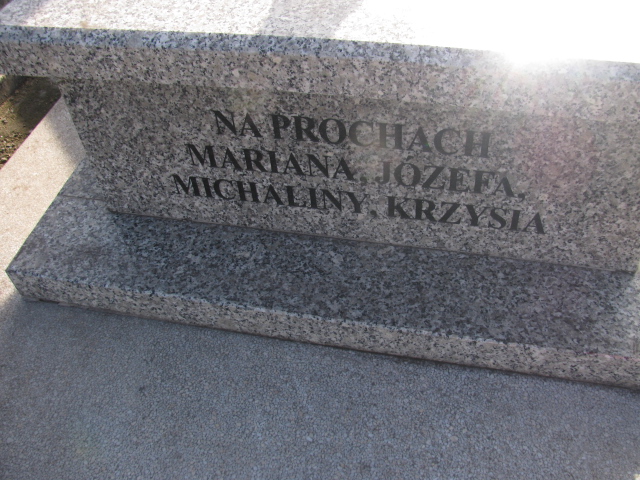 NA PROCHACH
MARIANA, JÓZEFA,
MICHALINY, KRZYSIA